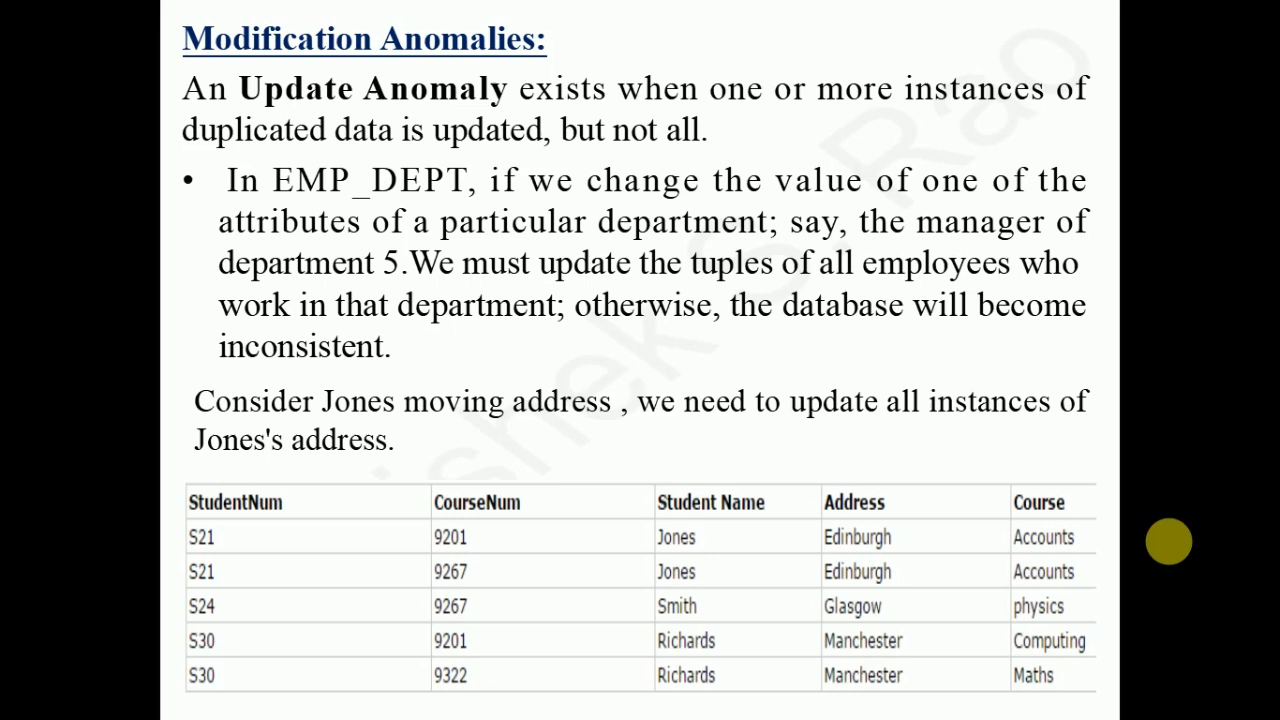 Modification Anomalies:
An Update Anomaly exists when one or more instances of
duplicated data is updated, but not all.
• In EMP_DEPT, if we change the value of one of the
attributes of a particular department; say, the manager of
department 5.We must update the tuples of all employees who
work in that department; otherwise, the database will become
inconsistent.
Consider Jones moving address , we need to update all instances of
Jones's address.
StudentNum CourseNum Student Name Address Course
S21 9201 Jones Edinburgh Accounts
S21 9267 Jones Edinburgh Accounts
S24 9267 Smith Glasgow physics
S30 9201 Richards Manchester Computing
S30 9322 Richards Manchester Maths